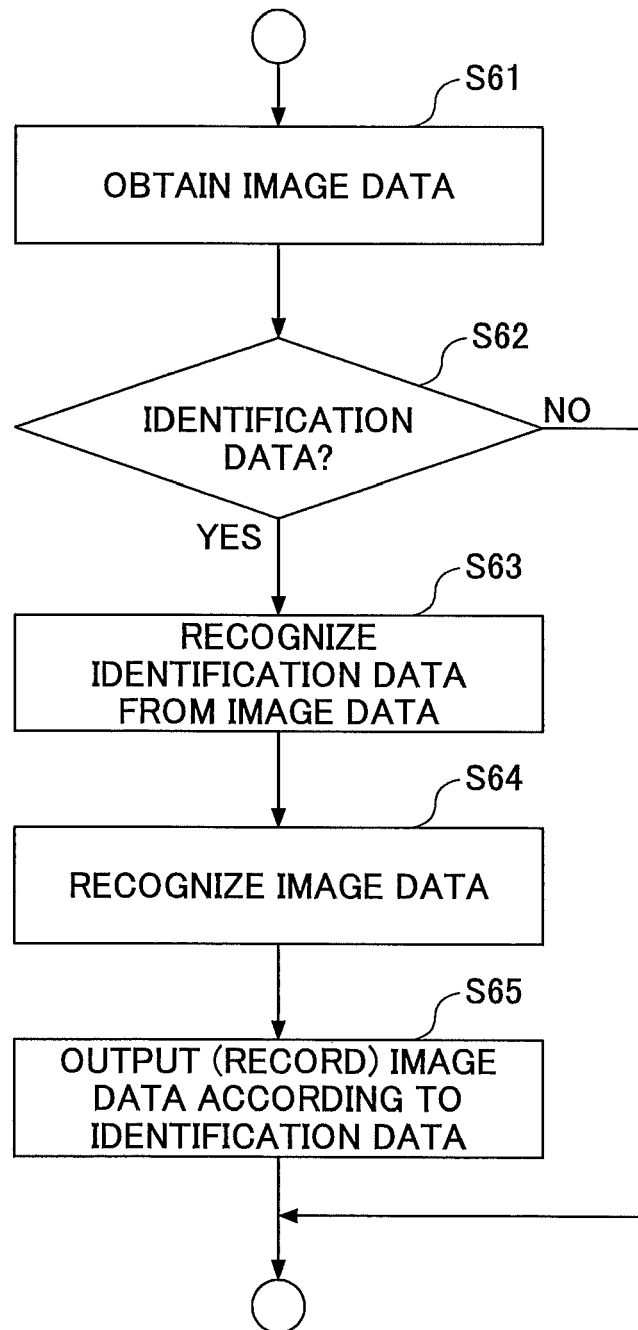 S61
OBTAIN IMAGE DATA
S62
IDENTIFICATION
DATA?
NO
YES
S63
RECOGNIZE
IDENTIFICATION DATA
FROM IMAGE DATA
S64
RECOGNIZE IMAGE DATA
S65
OUTPUT (RECORD) IMAGE
DATA ACCORDING TO
IDENTIFICATION DATA